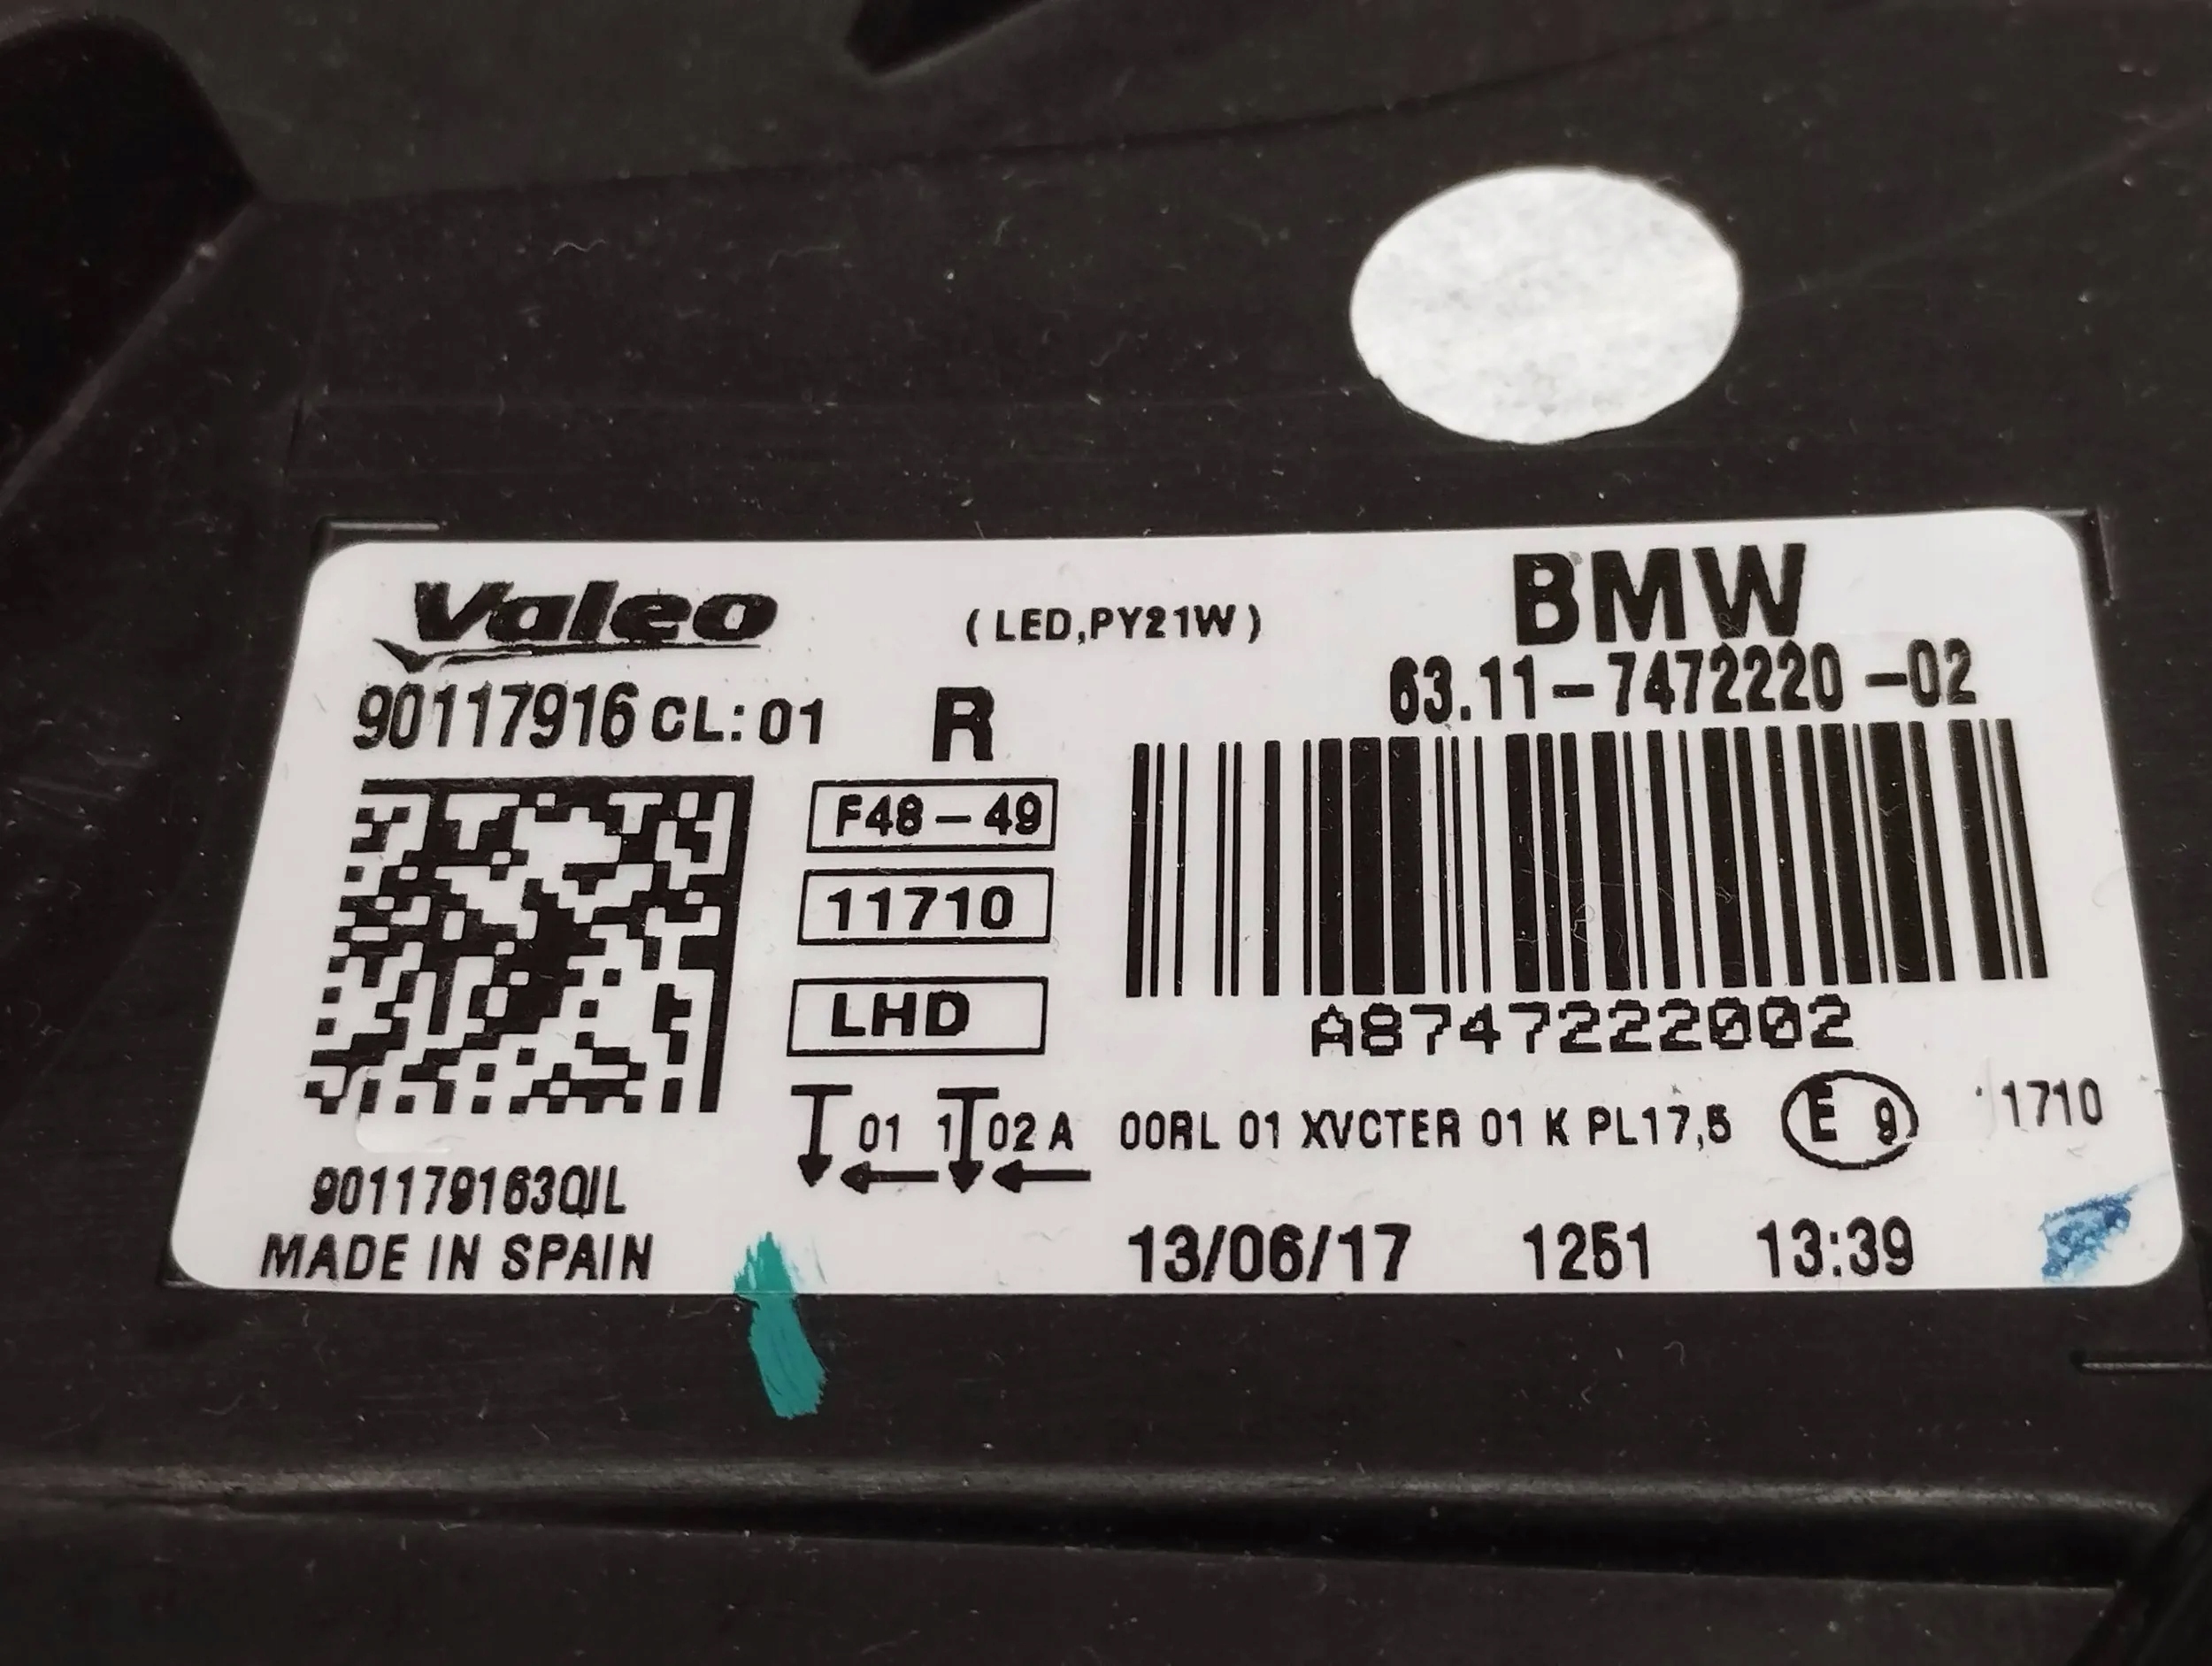 Valeo
(LED,PY21W)
BMW
63.11-7472220-02
90117916 CL:01
R
F48-49
11710
LHD
A8747222002
01 1 02 A 00RL 01 XVCTER 01 K PL17,5 E 9 1710
901179163QIL
MADE IN SPAIN
13/06/17 1251 13:39